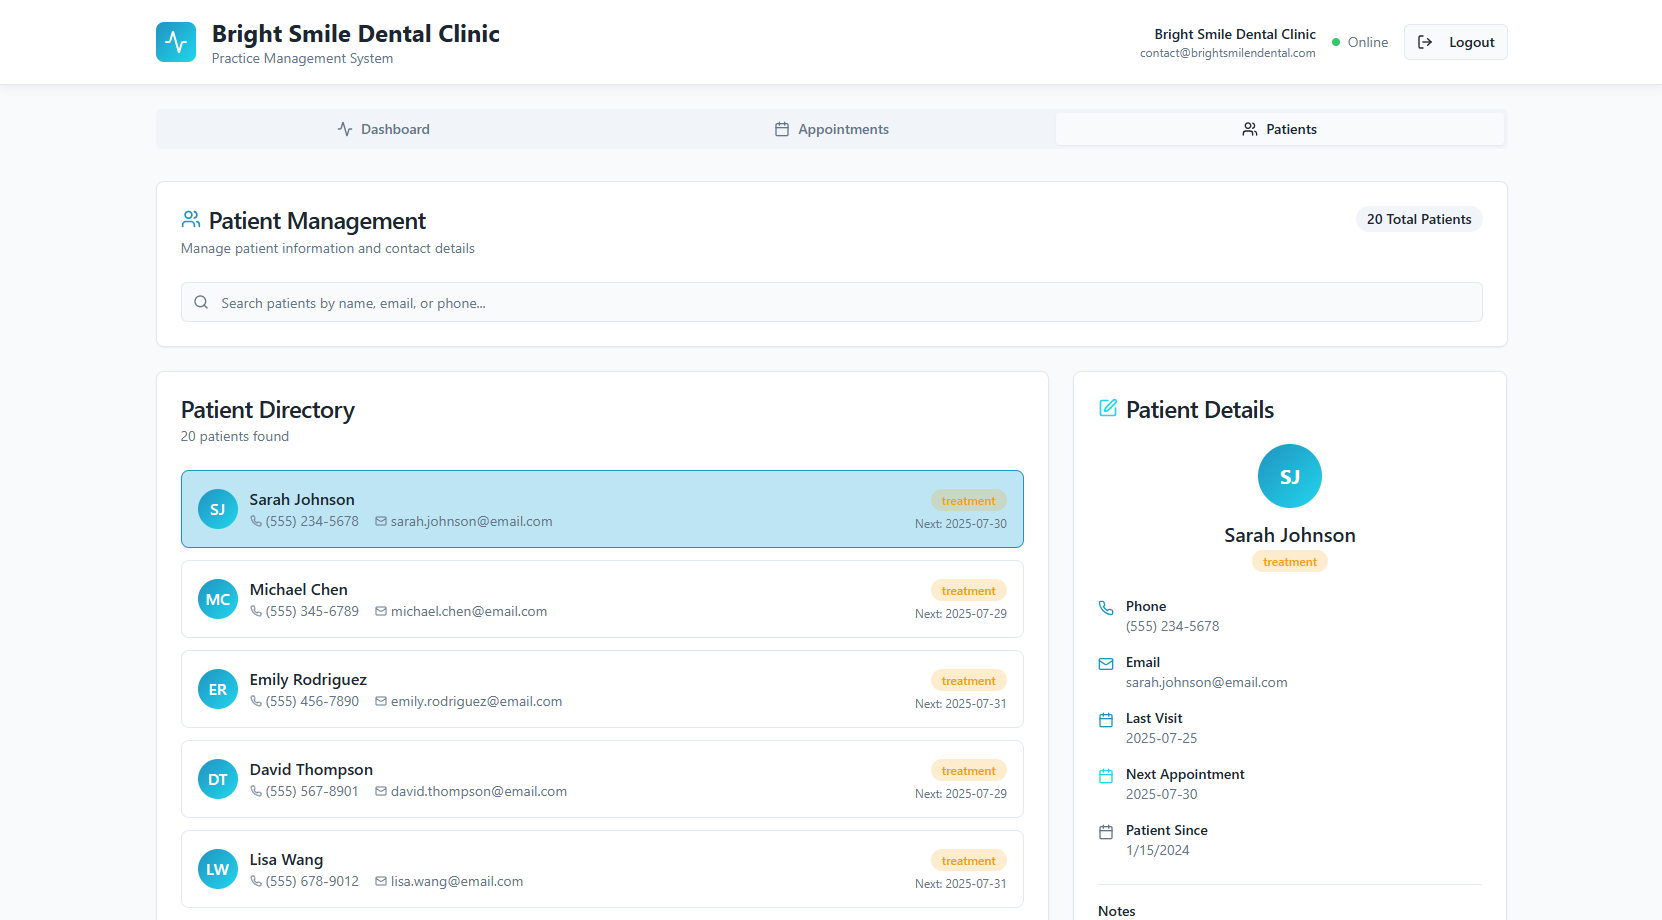 Bright Smile Dental Clinic
Practice Management System
Bright Smile Dental Clinic
contact@brightsmilendental.com
Online
Logout
Dashboard
Appointments
Patients
Patient Management
20 Total Patients
Manage patient information and contact details
Search patients by name, email, or phone...
Patient Directory
20 patients found
SJ
Sarah Johnson
(555) 234-5678 sarah.johnson@email.com
treatment
Next: 2025-07-30
MC
Michael Chen
(555) 345-6789 michael.chen@email.com
treatment
Next: 2025-07-29
ER
Emily Rodriguez
(555) 456-7890 emily.rodriguez@email.com
treatment
Next: 2025-07-31
DT
David Thompson
(555) 567-8901 david.thompson@email.com
treatment
Next: 2025-07-29
LW
Lisa Wang
(555) 678-9012 lisa.wang@email.com
treatment
Next: 2025-07-31
Patient Details
SJ
Sarah Johnson
treatment
Phone
(555) 234-5678
Email
sarah.johnson@email.com
Last Visit
2025-07-25
Next Appointment
2025-07-30
Patient Since
1/15/2024
Notes